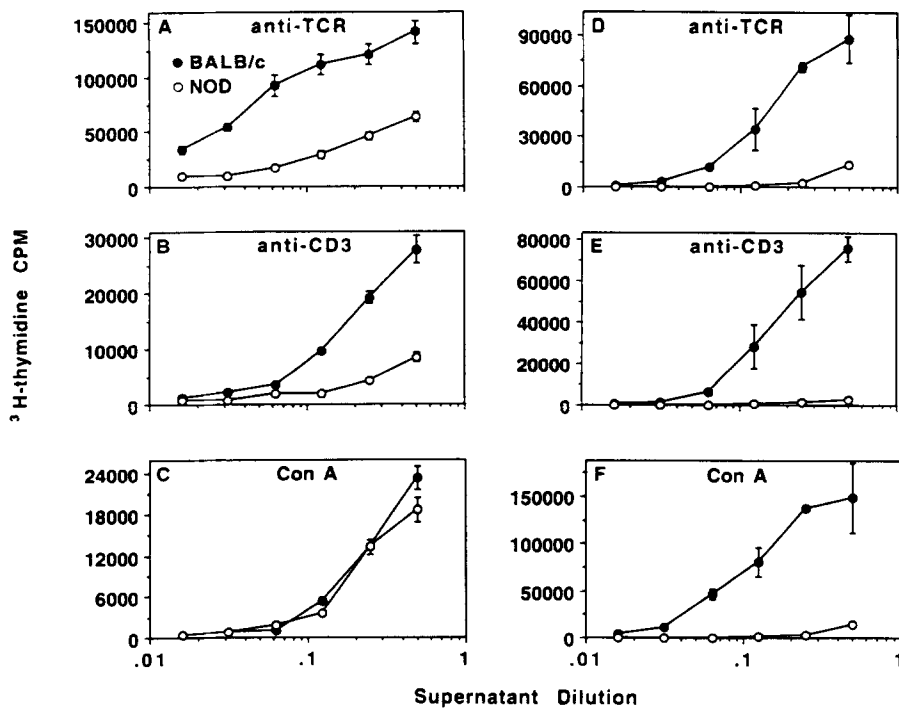 A
anti-TCR
● BALB/c
○ NOD
150000
100000
50000
0
D
anti-TCR
90000
60000
30000
0
B
anti-CD3
30000
20000
10000
0
E
anti-CD3
80000
60000
40000
20000
0
C
Con A
24000
18000
12000
6000
0
.01
.1
1
F
Con A
150000
100000
50000
0
.01
.1
1
³H-thymidine CPM
Supernatant Dilution